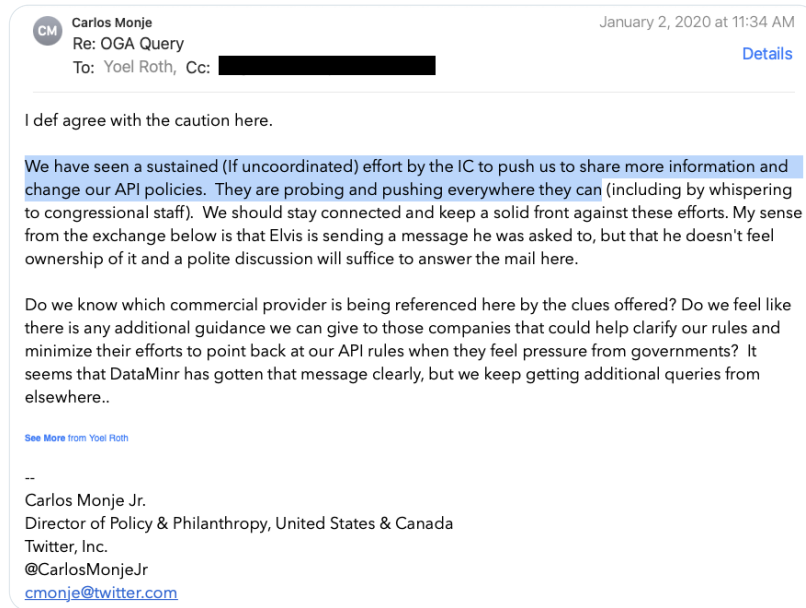 CM
Carlos Monje
January 2, 2020 at 11:34 AM
Re: OGA Query
To: Yoel Roth, Cc:
Details
I def agree with the caution here.
We have seen a sustained (If uncoordinated) effort by the IC to push us to share more information and
change our API policies.  They are probing and pushing everywhere they can (including by whispering
to congressional staff).  We should stay connected and keep a solid front against these efforts. My sense
from the exchange below is that Elvis is sending a message he was asked to, but that he doesn't feel
ownership of it and a polite discussion will suffice to answer the mail here.
Do we know which commercial provider is being referenced here by the clues offered? Do we feel like
there is any additional guidance we can give to those companies that could help clarify our rules and
minimize their efforts to point back at our API rules when they feel pressure from governments?  It
seems that DataMinr has gotten that message clearly, but we keep getting additional queries from
elsewhere..
See More from Yoel Roth
--
Carlos Monje Jr.
Director of Policy & Philanthropy, United States & Canada
Twitter, Inc.
@CarlosMonjeJr
cmonje@twitter.com